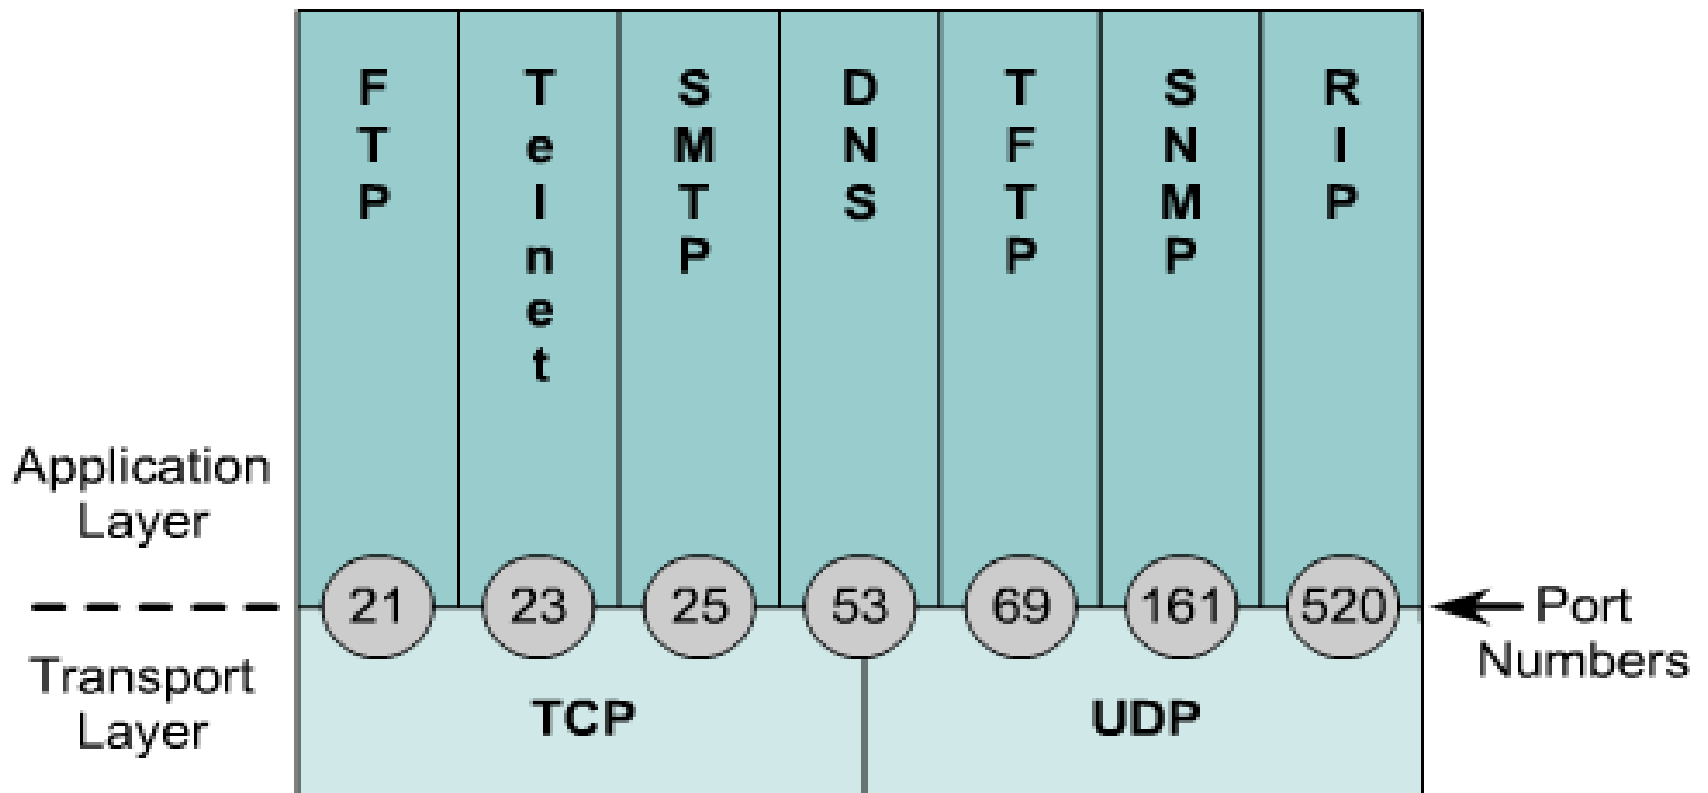 FTP
Telnet
SMTP
DNS
TFTP
SNMP
RIP
Application
Layer
21 23 25 53 69 161 520
Port
Numbers
Transport
Layer
TCP UDP